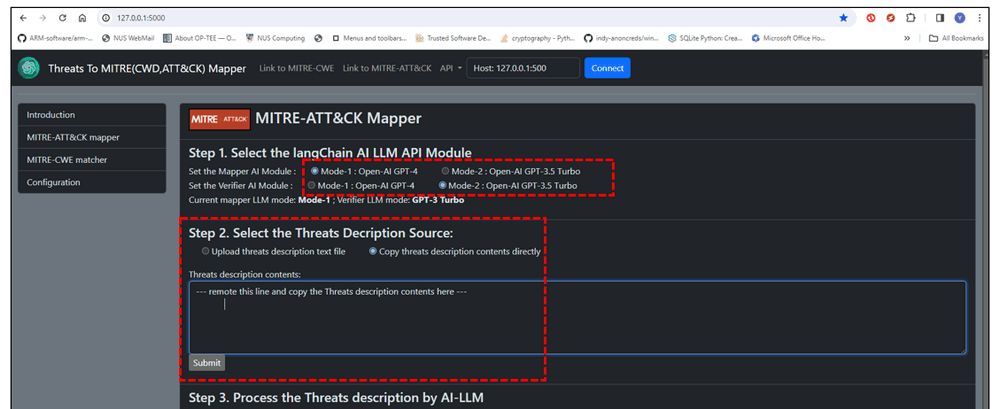 127.0.0.1:5000
Y
ARM-software/arm-...
NUS WebMail
About OP-TEE — O...
NUS Computing
Menus and toolbars...
Trusted Software De...
cryptography - Pyth...
indy-anoncreds/win...
SQLite Python: Crea...
Microsoft Office Ho...
»
All Bookmarks
Threats To MITRE(CWD,ATT&CK) Mapper
Link to MITRE-CWE
Link to MITRE-ATT&CK
API
Host: 127.0.0.1:500
Connect
Introduction
MITRE-ATT&CK mapper
MITRE-CWE matcher
Configuration
MITRE ATT&CK
MITRE-ATT&CK Mapper
Step 1. Select the langChain AI LLM API Module
Set the Mapper AI Module : Mode-1 : Open-AI GPT-4 Mode-2 : Open-AI GPT-3.5 Turbo
Set the Verifier AI Module : Mode-1 : Open-AI GPT-4 Mode-2 : Open-AI GPT-3.5 Turbo
Current mapper LLM mode: Mode-1 ; Verifier LLM mode: GPT-3 Turbo
Step 2. Select the Threats Decription Source:
Upload threats description text file Copy threats description contents directly
Threats description contents:
--- remote this line and copy the Threats description contents here ---
Submit
Step 3. Process the Threats description by AI-LLM